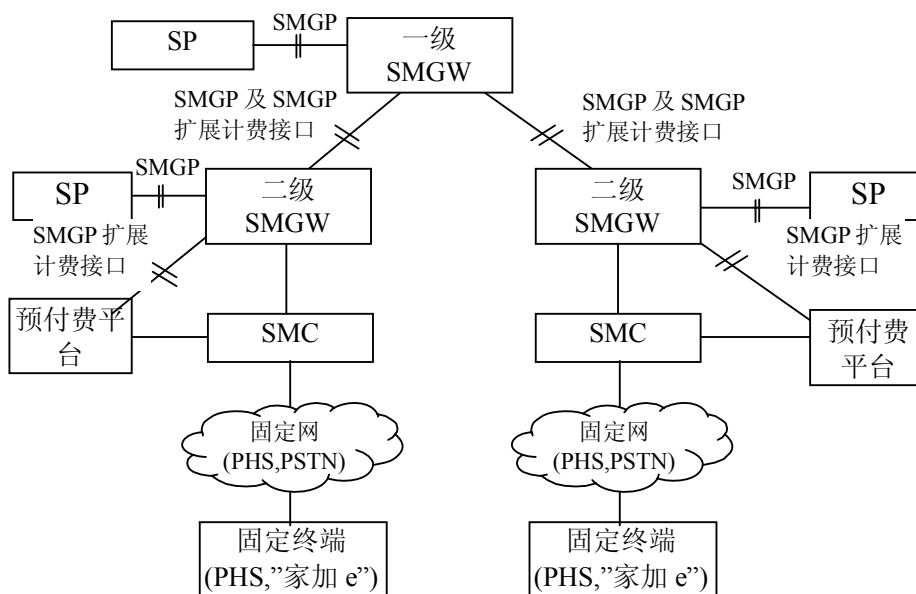 SMGP
SP
一级
SMGW
SMGP 及 SMGP
扩展计费接口
SMGP 及 SMGP
扩展计费接口
SMGP
SP
二级
SMGW
二级
SMGW
SMGP
SP
SMGP 扩展
计费接口
SMGP 扩展
计费接口
预付费平
台
SMC
SMC
预付费
平台
固定网
(PHS,PSTN)
固定网
(PHS,PSTN)
固定终端
(PHS,”家加 e”)
固定终端
(PHS,”家加 e”)